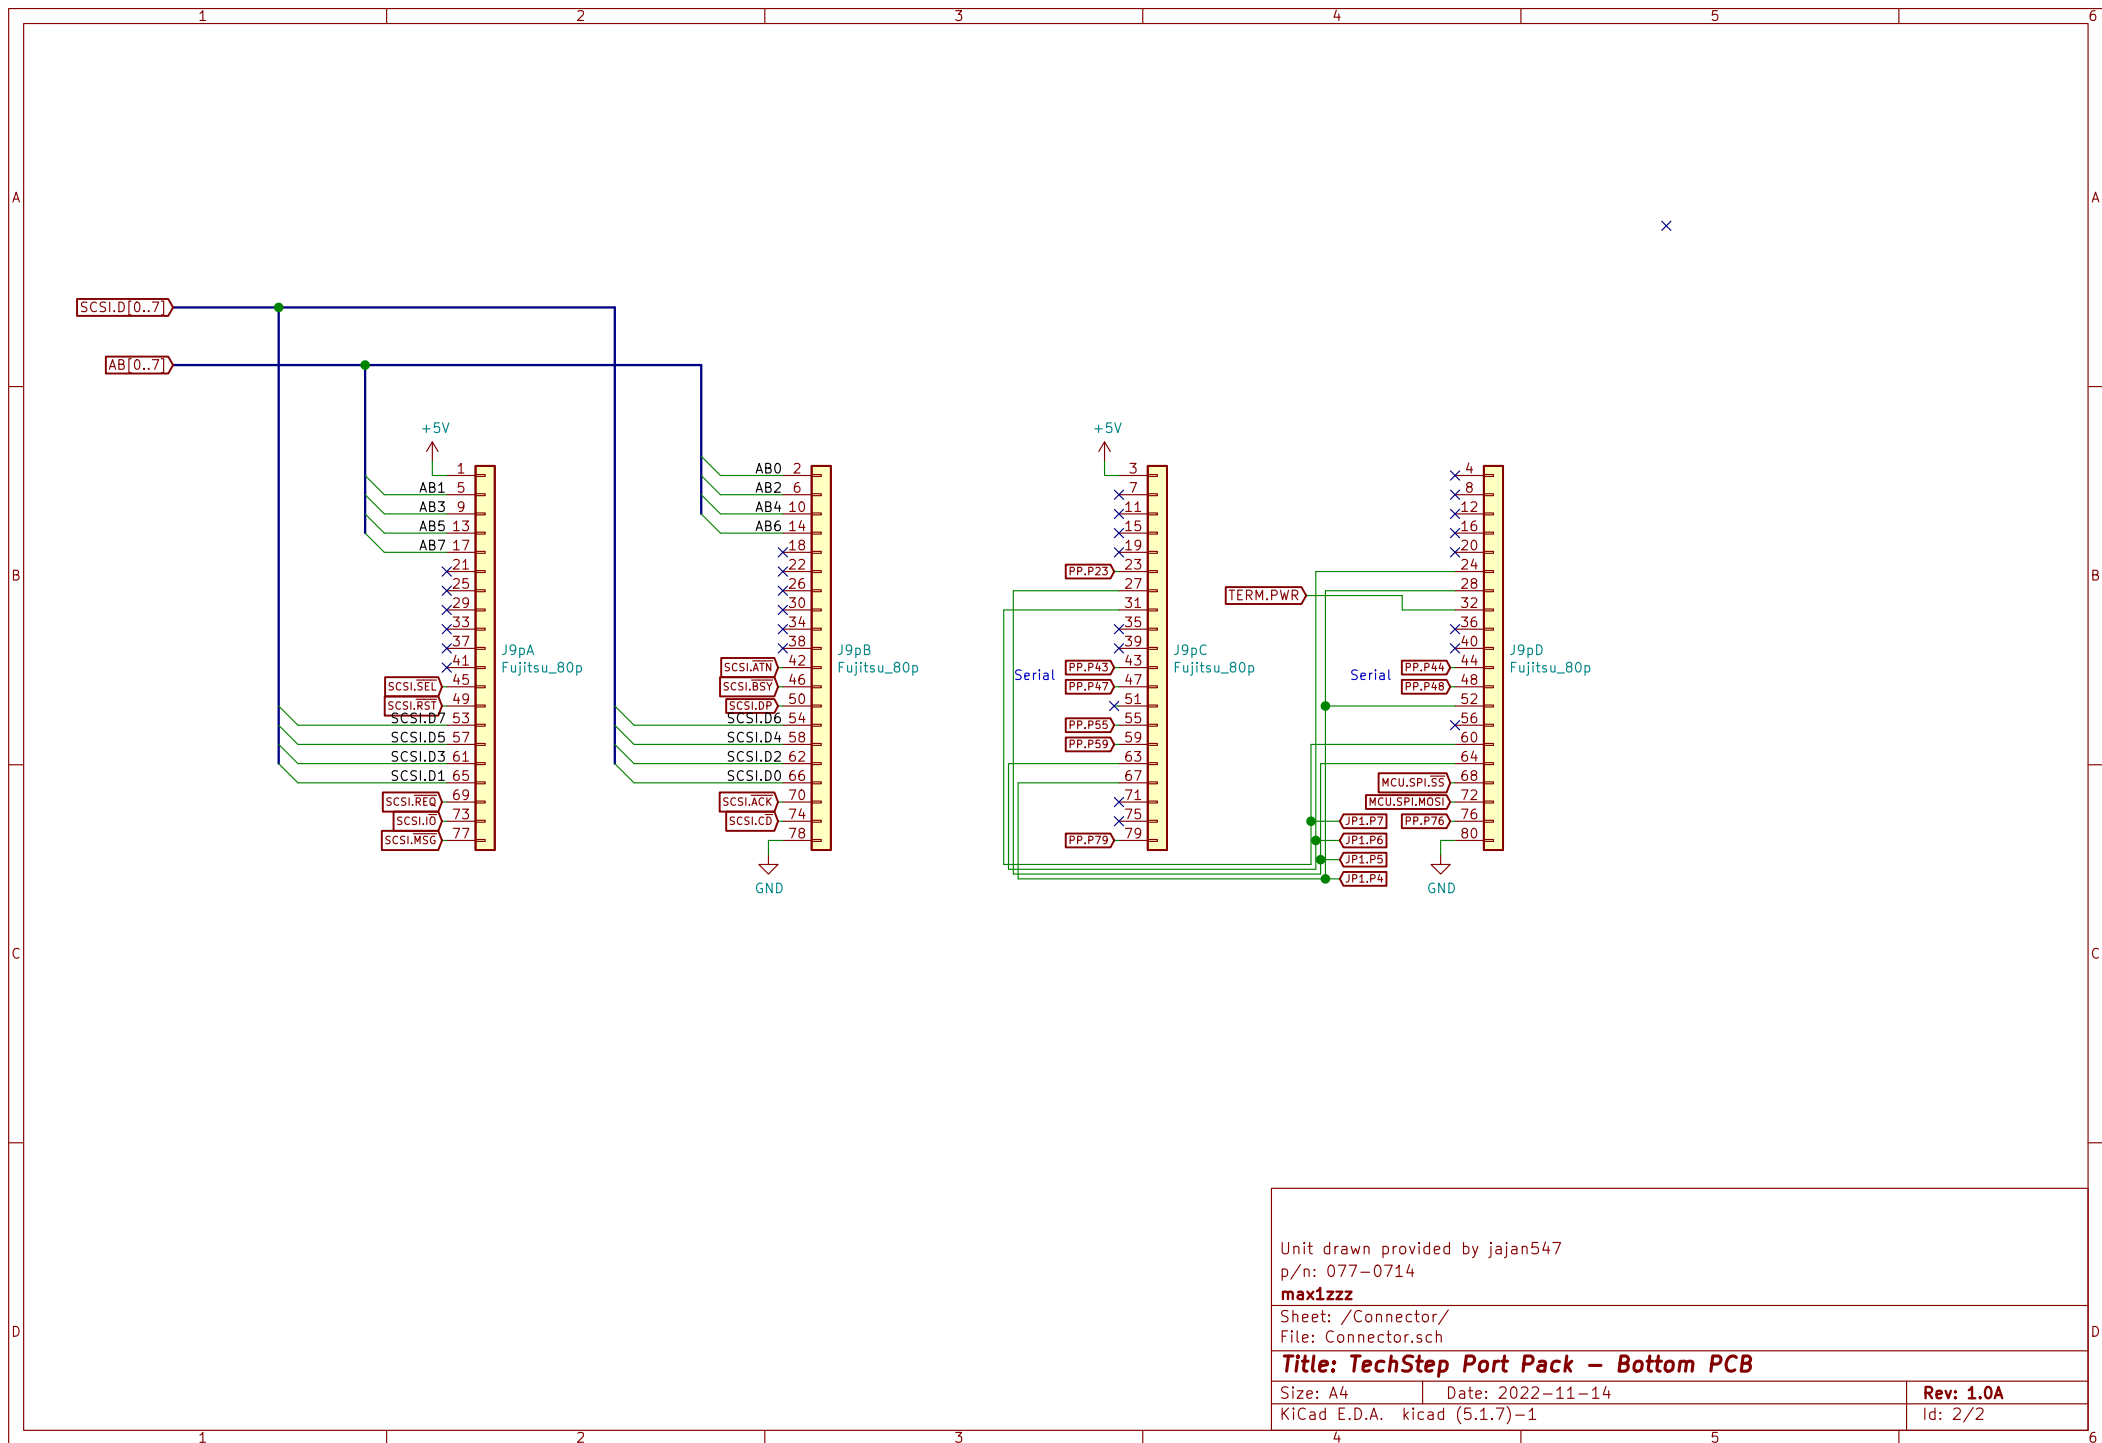 1 2 3 4 5 6
A A
SCSI.D[0..7]
AB[0..7]
B B
+5V
1
AB1 5
AB3 9
AB5 13
AB7 17
21
25
29
33
37
41
SCSI.SEL 45
SCSI.RST 49
SCSI.D7 53
SCSI.D5 57
SCSI.D3 61
SCSI.D1 65
SCSI.REQ 69
SCSI.IO 73
SCSI.MSG 77
J9pA
Fujitsu_80p
AB0 2
AB2 6
AB4 10
AB6 14
18
22
26
30
34
38
SCSI.ATN 42
SCSI.BSY 46
SCSI.DP 50
SCSI.D6 54
SCSI.D4 58
SCSI.D2 62
SCSI.D0 66
SCSI.ACK 70
SCSI.CD 74
78
GND
J9pB
Fujitsu_80p
+5V
3
7
11
15
19
PP.P23 23
27
31
35
39
PP.P43 43
Serial
PP.P47 47
51
PP.P55 55
PP.P59 59
63
67
71
75
PP.P79 79
J9pC
Fujitsu_80p
4
8
12
16
20
24
28
TERM.PWR
32
36
40
PP.P44 44
Serial
PP.P48 48
52
56
60
64
MCU.SPI.SS 68
MCU.SPI.MOSI 72
JP1.P7 PP.P76 76
JP1.P6 80
JP1.P5
JP1.P4
GND
J9pD
Fujitsu_80p
C C
D D
Unit drawn provided by jajan547
p/n: 077-0714
max1zzz
Sheet: /Connector/
File: Connector.sch
Title: TechStep Port Pack - Bottom PCB
Size: A4 Date: 2022-11-14 Rev: 1.0A
KiCad E.D.A. kicad (5.1.7)-1 Id: 2/2
1 2 3 4 5 6